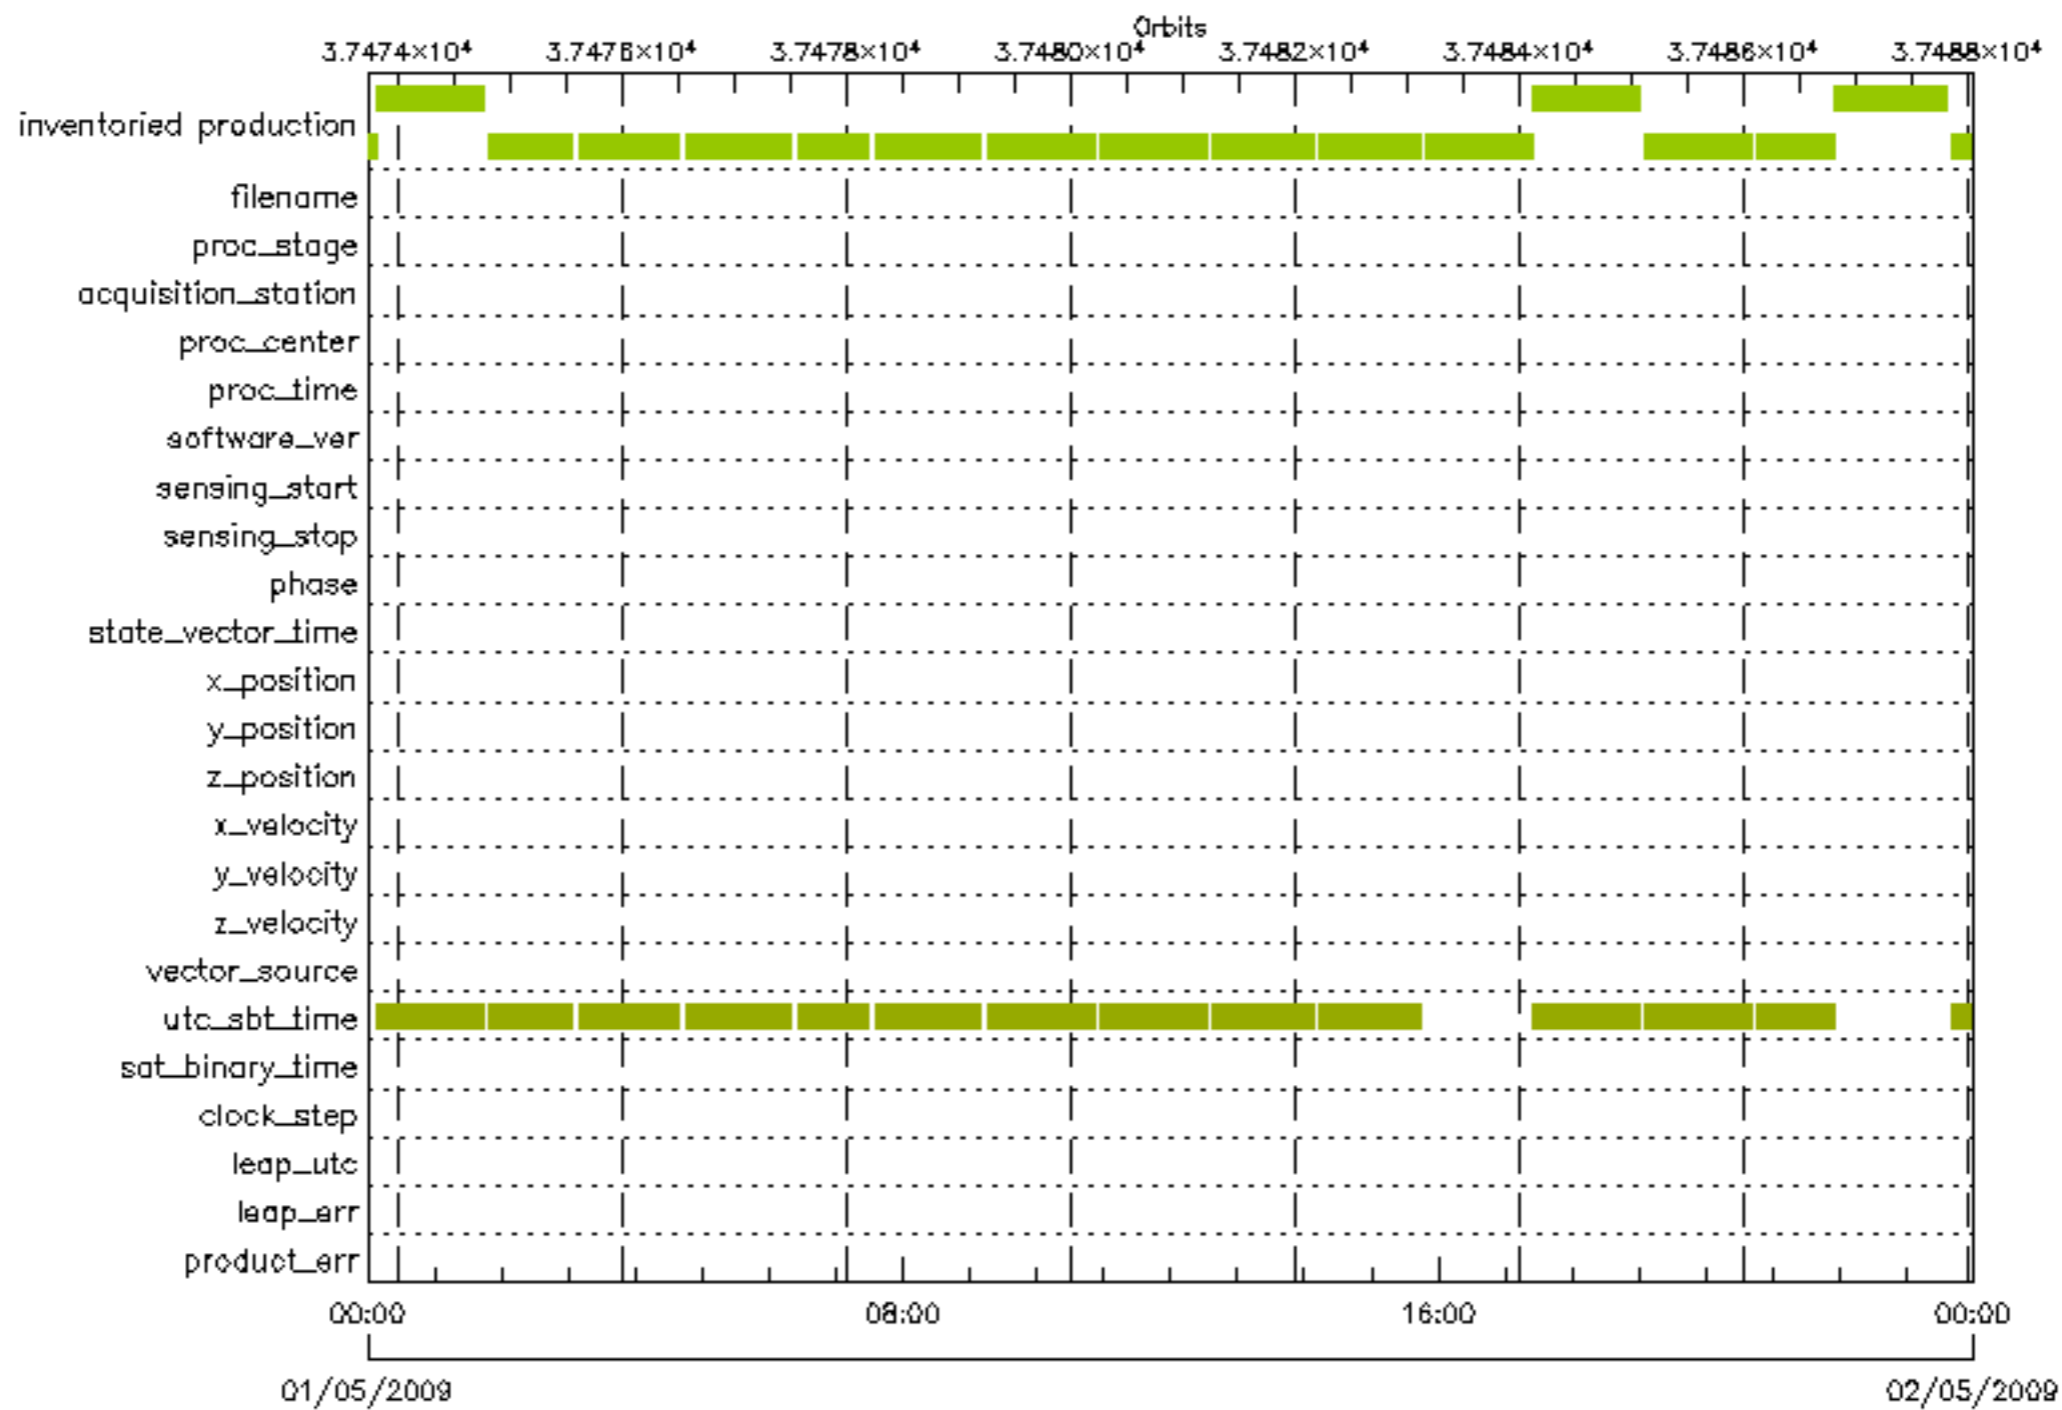 Orbits
3.7474×10⁴ 3.7476×10⁴ 3.7478×10⁴ 3.7480×10⁴ 3.7482×10⁴ 3.7484×10⁴ 3.7486×10⁴ 3.7488×10⁴
inventoried production
filename
proc_stage
acquisition_station
proc_center
proc_time
software_ver
sensing_start
sensing_stop
phase
state_vector_time
x_position
y_position
z_position
x_velocity
y_velocity
z_velocity
vector_source
utc_sbt_time
sat_binary_time
clock_step
leap_utc
leap_err
product_err
00:00 08:00 16:00 00:00
01/05/2009 02/05/2009